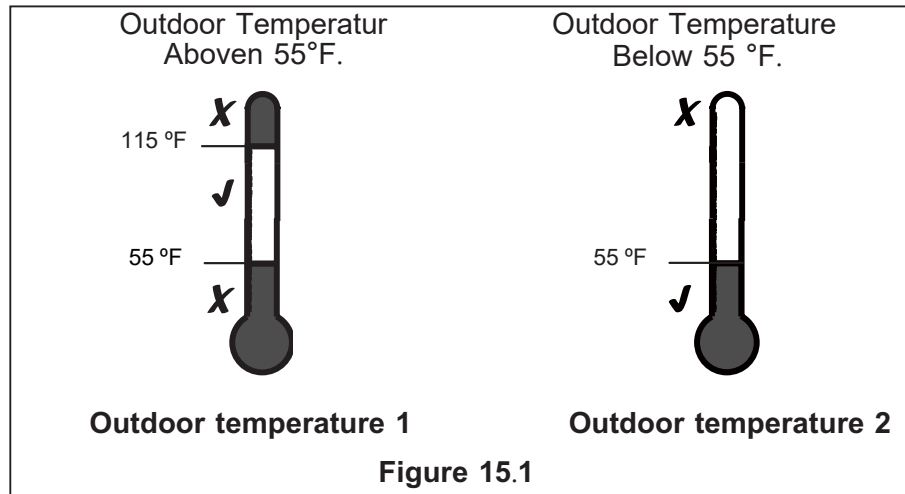 Outdoor Temperatur
Aboven 55°F.
115 ºF
55 ºF
Outdoor temperature 1
Outdoor Temperature
Below 55 °F.
55 ºF
Outdoor temperature 2
Figure 15.1